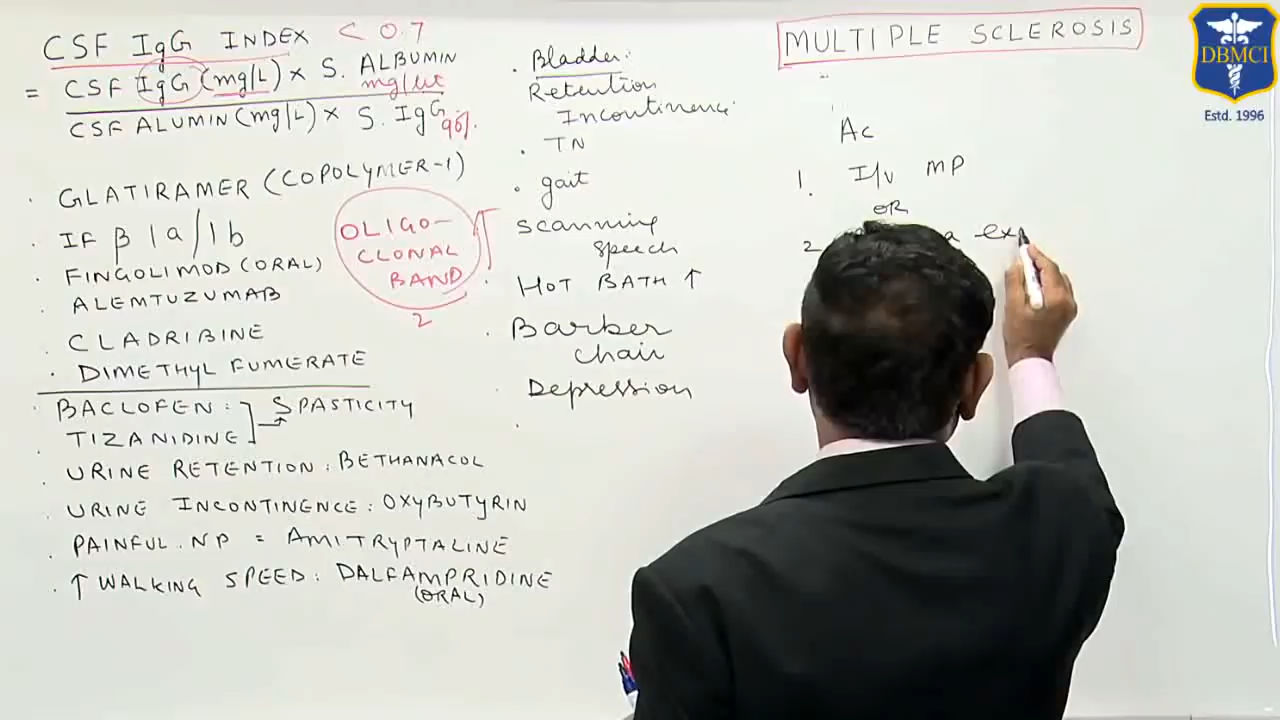 CSF IgG INDEX < 0.7
= CSF IgG (mg/L) × S. ALBUMIN mg/lit
CSF ALUMIN (mg/L) × S. IgG 90%.
. GLATIRAMER (COPOLYMER-1)
. IF β 1a/1b
. FINGOLIMOD (ORAL)
. ALEMTUZUMAB
. CLADRIBINE
. DIMETHYL FUMERATE
. BACLOFEN: SPASTICITY
TIZANIDINE
. URINE RETENTION: BETHANACOL
. URINE INCONTINENCE: OXYBUTYRIN
. PAINFUL NP = AMITRYPTALINE
. ↑ WALKING SPEED: DALFAMPRIDINE
(ORAL)
OLIGO-
CLONAL
BAND
2
. Bladder:
Retention
Incontinence
. TN
. gait
Scanning
speech
. HOT BATH ↑
. Barber
chair
. Depression
MULTIPLE SCLEROSIS
Ac
1. I/v MP
OR
2 a ex
DBMCI
Estd. 1996